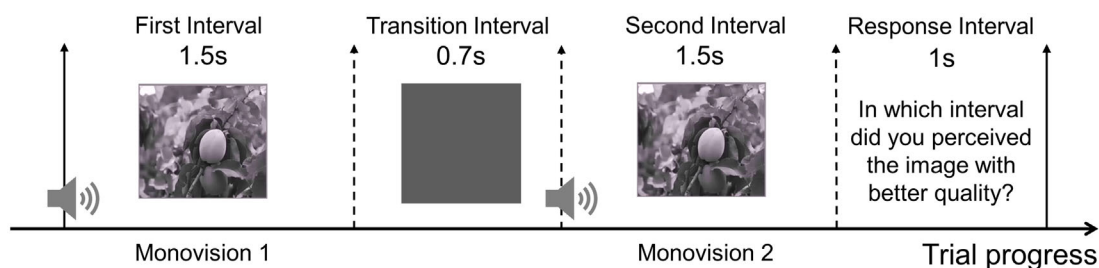 First Interval
1.5s
Transition Interval
0.7s
Second Interval
1.5s
Response Interval
1s
In which interval
did you perceived
the image with
better quality?
Monovision 1
Monovision 2
Trial progress